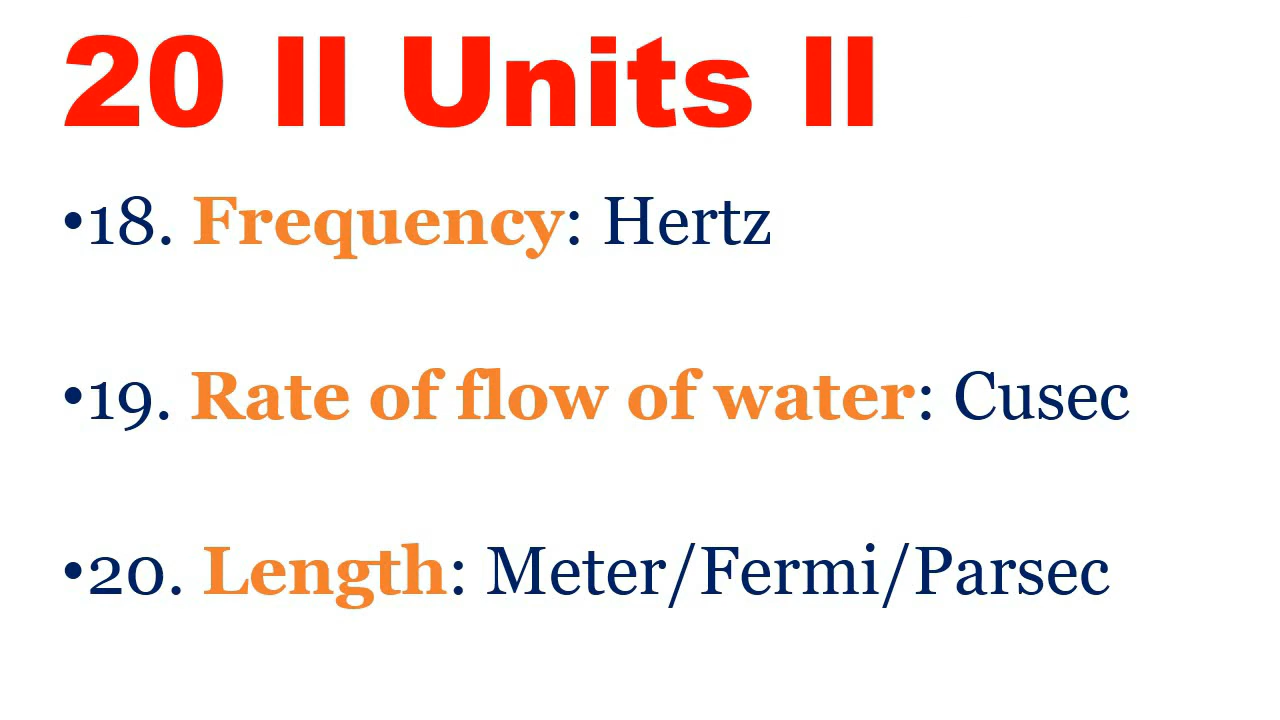 20 II Units II
•18. Frequency: Hertz
•19. Rate of flow of water: Cusec
•20. Length: Meter/Fermi/Parsec